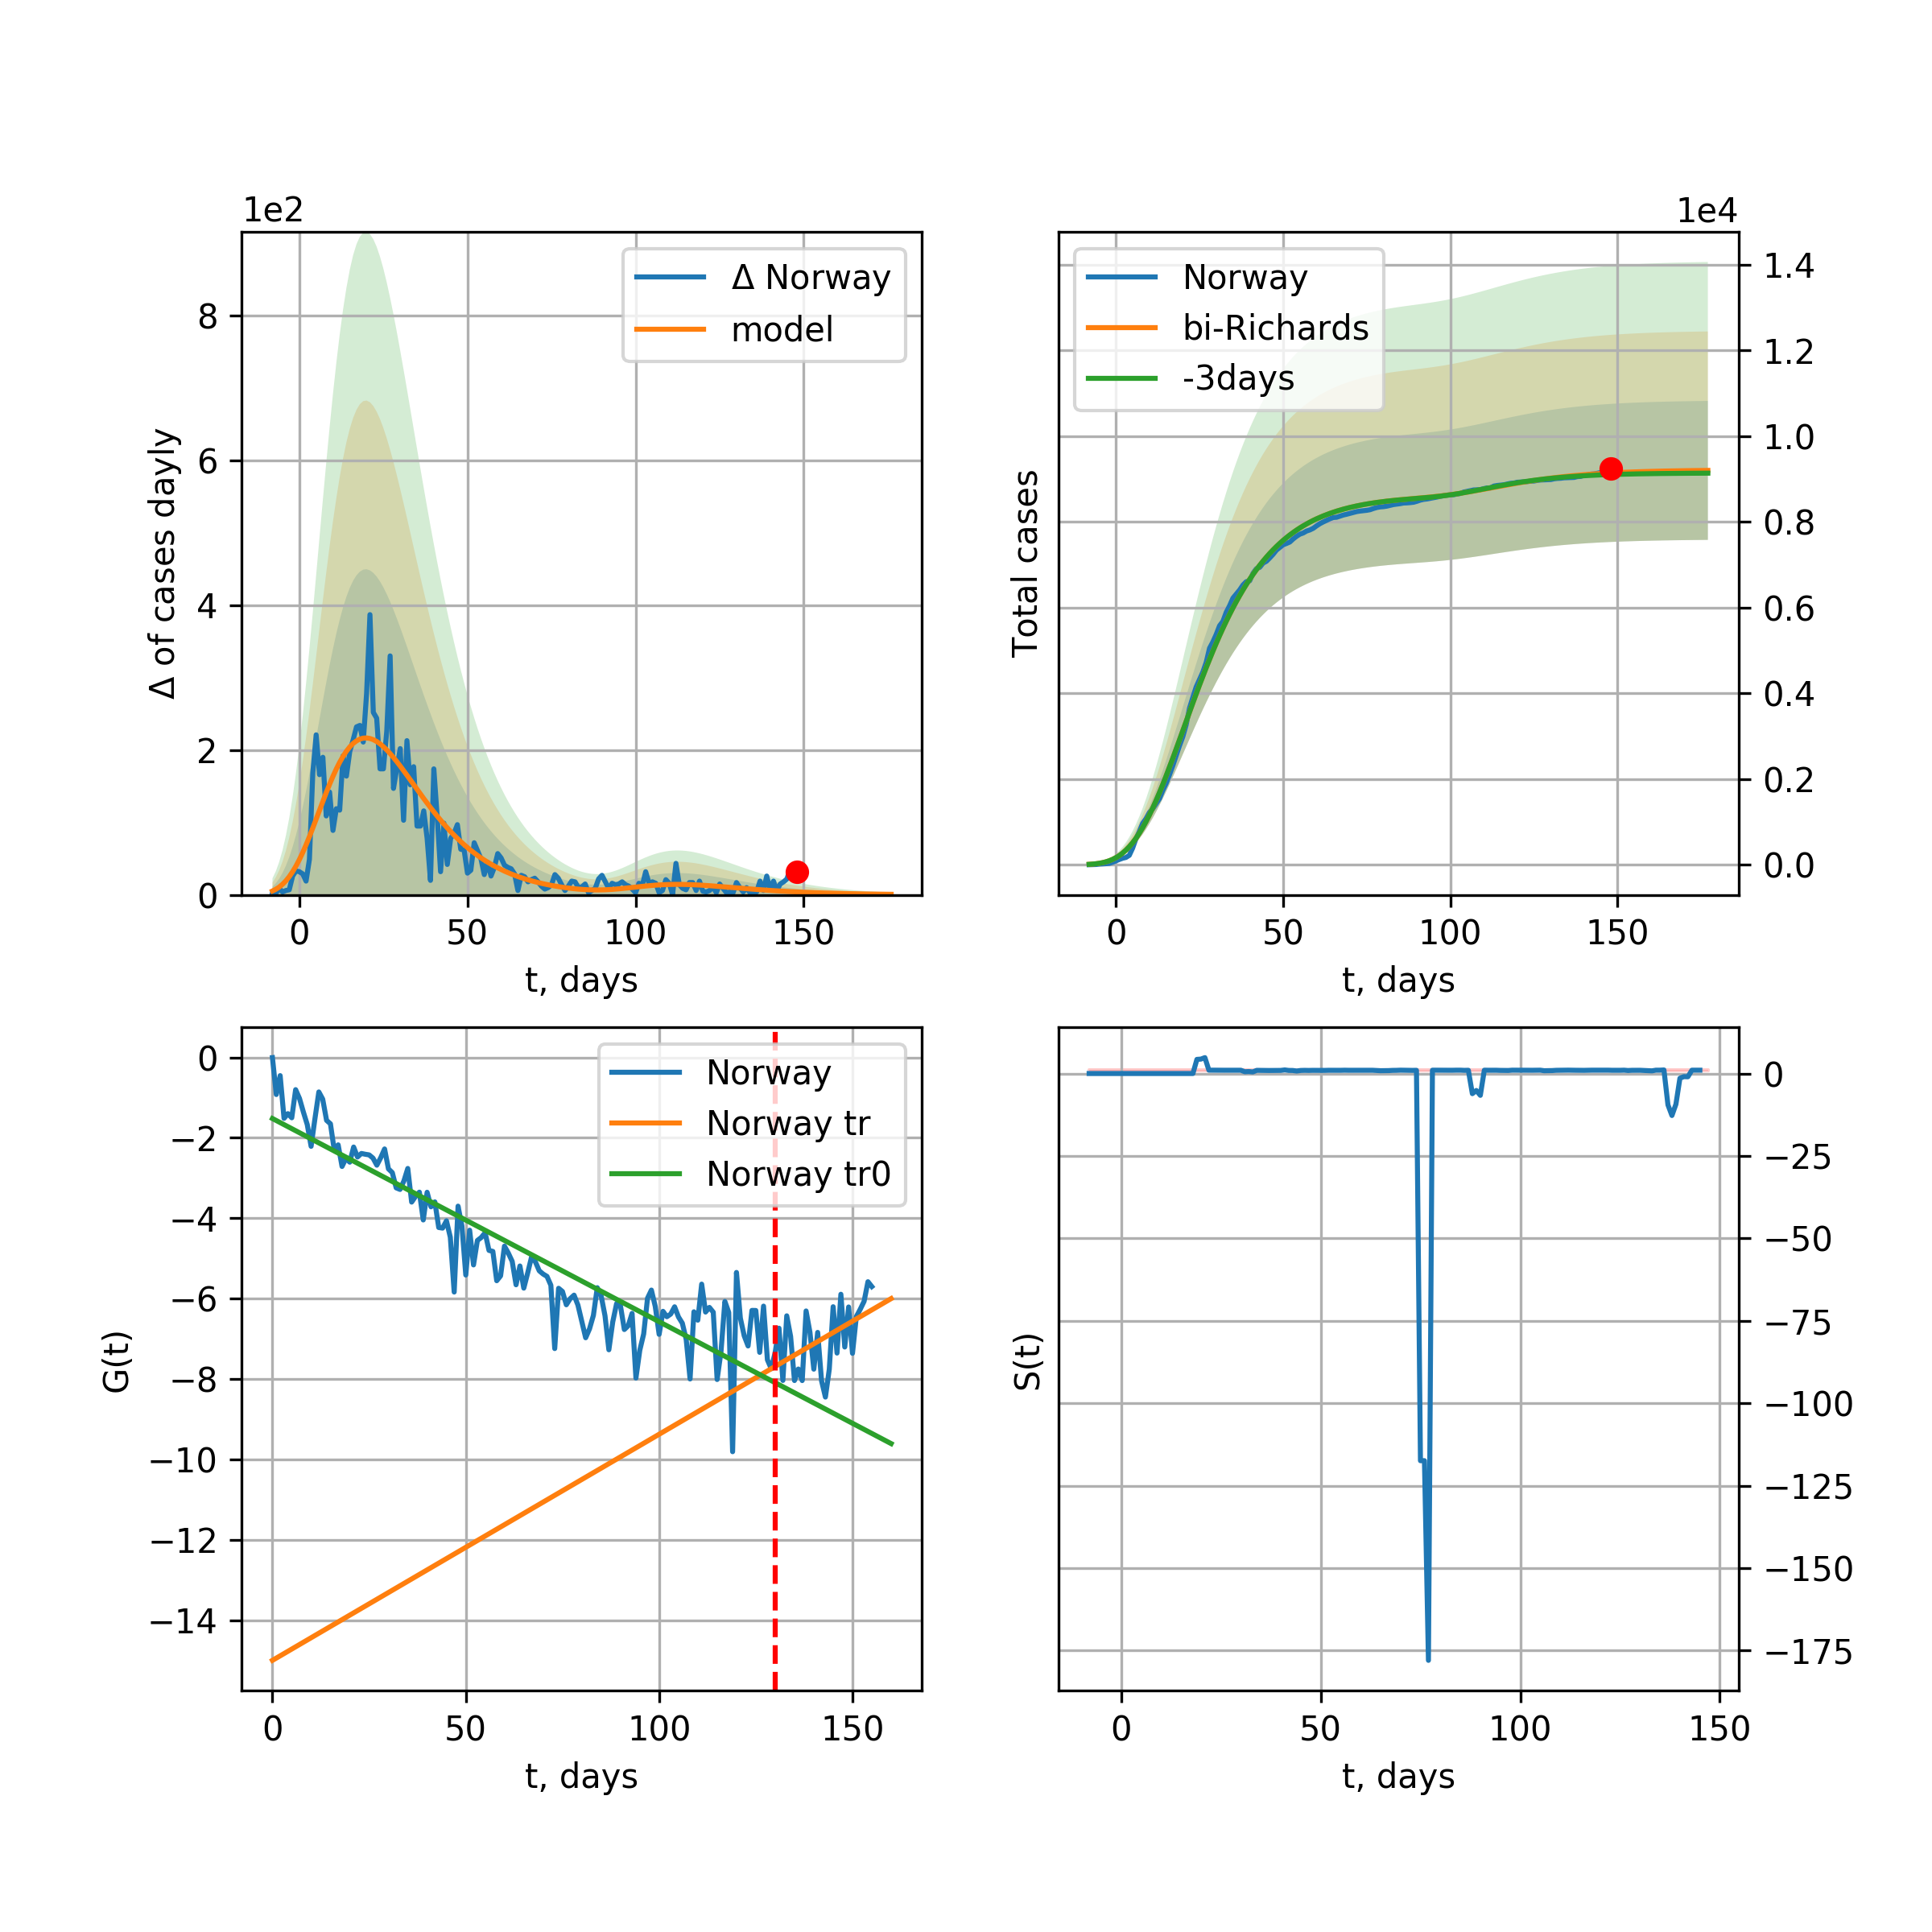 1e2
Δ Norway
model
8
6
4
2
0
Δ of cases dayly
0 50 100 150
t, days
1e4
Norway
bi-Richards
-3days
1.4
1.2
1.0
0.8
0.6
0.4
0.2
0.0
Total cases
0 50 100 150
t, days
Norway
Norway tr
Norway tr0
0
−2
−4
−6
−8
−10
−12
−14
G(t)
0 50 100 150
t, days
0
−25
−50
−75
−100
−125
−150
−175
S(t)
0 50 100 150
t, days